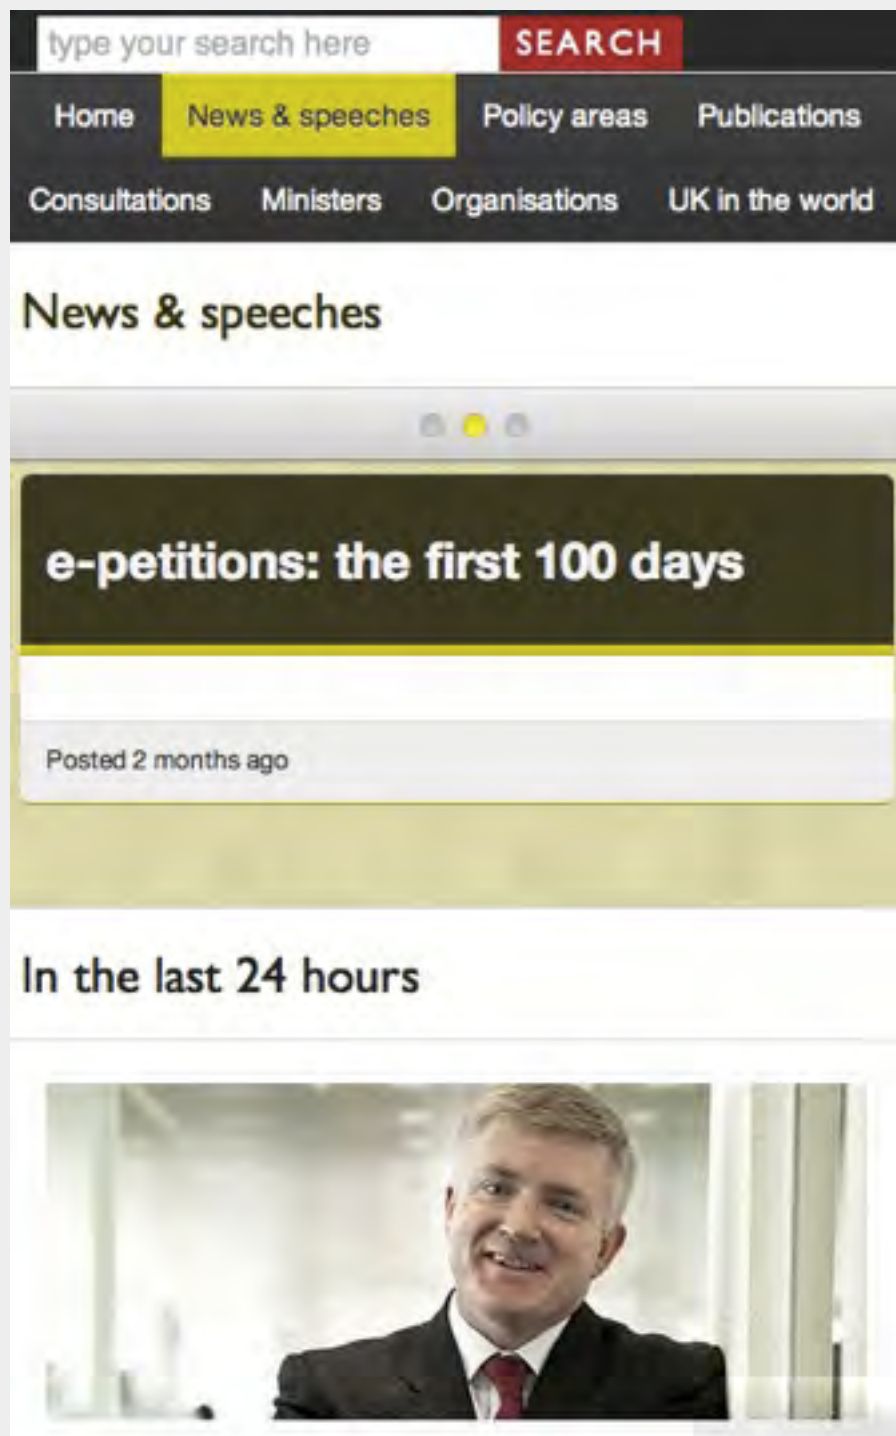 type your search here SEARCH
Home News & speeches Policy areas Publications
Consultations Ministers Organisations UK in the world
News & speeches
e-petitions: the first 100 days
Posted 2 months ago
In the last 24 hours